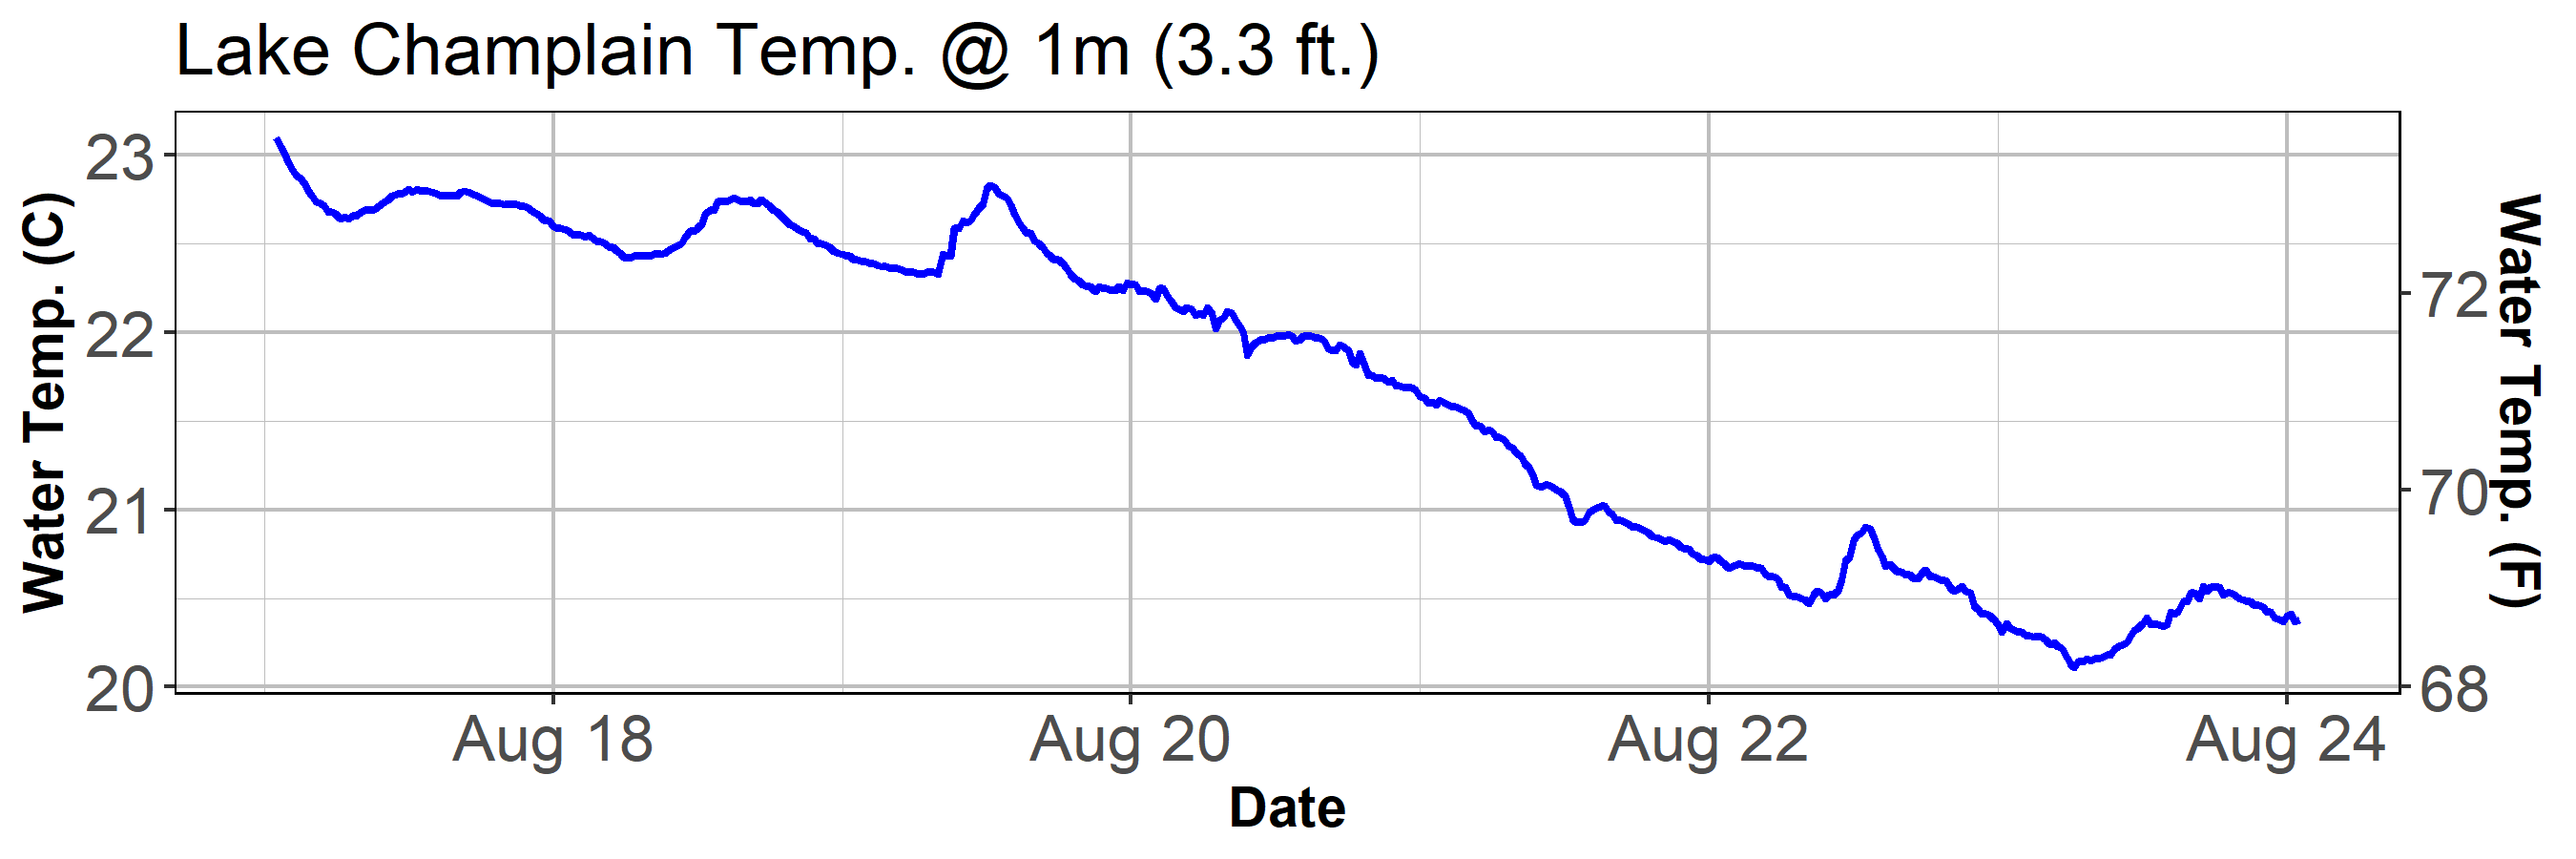 Lake Champlain Temp. @ 1m (3.3 ft.)
Water Temp. (C)
23
22
21
20
72
70
68
Water Temp. (F)
Aug 18
Aug 20
Aug 22
Aug 24
Date